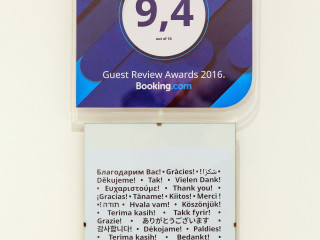 9,4
out of 10
Guest Review Awards 2016.
Booking.com
Благодарим Вас! • Gràcies! • شكرًا!
Děkujeme! • Tak! • Vielen Dank!
• Ευχαριστούμε! • Thank you! •
¡Gracias! • Täname! • Kiitos! • Merci !
• תודה! • Hvala vam! • Köszönjük!
• Terima kasih! • Takk fyrir! •
Grazie! • ありがとうございます
감사합니다! • Dėkojame! • Paldies!
• Terima kasih! • Bedankt! •